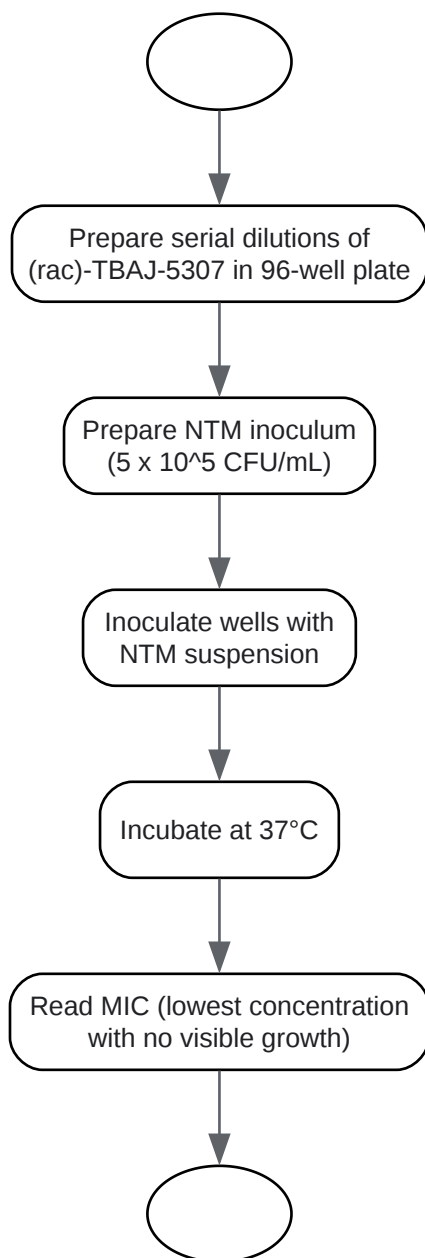 Prepare serial dilutions of
(rac)-TBAJ-5307 in 96-well plate
Prepare NTM inoculum
(5 x 10^5 CFU/mL)
Inoculate wells with
NTM suspension
Incubate at 37°C
Read MIC (lowest concentration
with no visible growth)